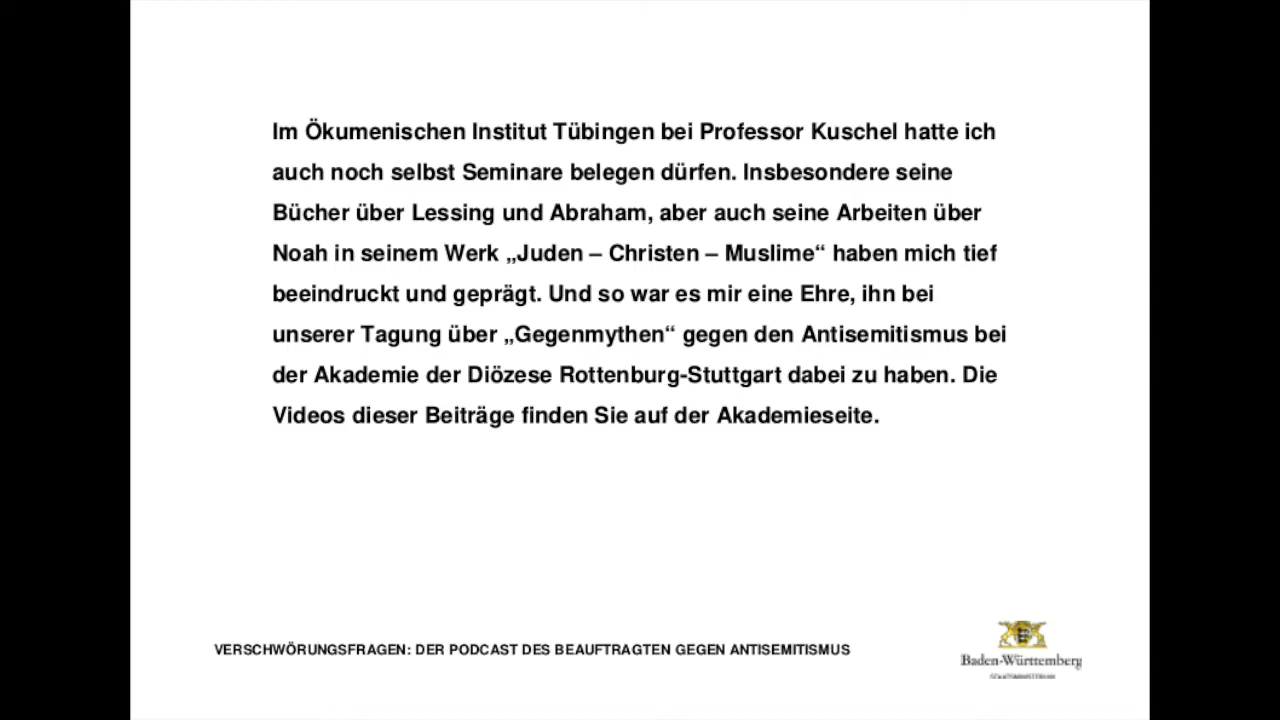 Im Ökumenischen Institut Tübingen bei Professor Kuschel hatte ich
auch noch selbst Seminare belegen dürfen. Insbesondere seine
Bücher über Lessing und Abraham, aber auch seine Arbeiten über
Noah in seinem Werk „Juden – Christen – Muslime“ haben mich tief
beeindruckt und geprägt. Und so war es mir eine Ehre, ihn bei
unserer Tagung über „Gegenmythen“ gegen den Antisemitismus bei
der Akademie der Diözese Rottenburg-Stuttgart dabei zu haben. Die
Videos dieser Beiträge finden Sie auf der Akademieseite.
VERSCHWÖRUNGSFRAGEN: DER PODCAST DES BEAUFTRAGTEN GEGEN ANTISEMITISMUS
Baden-Württemberg
STAATSMINISTERIUM